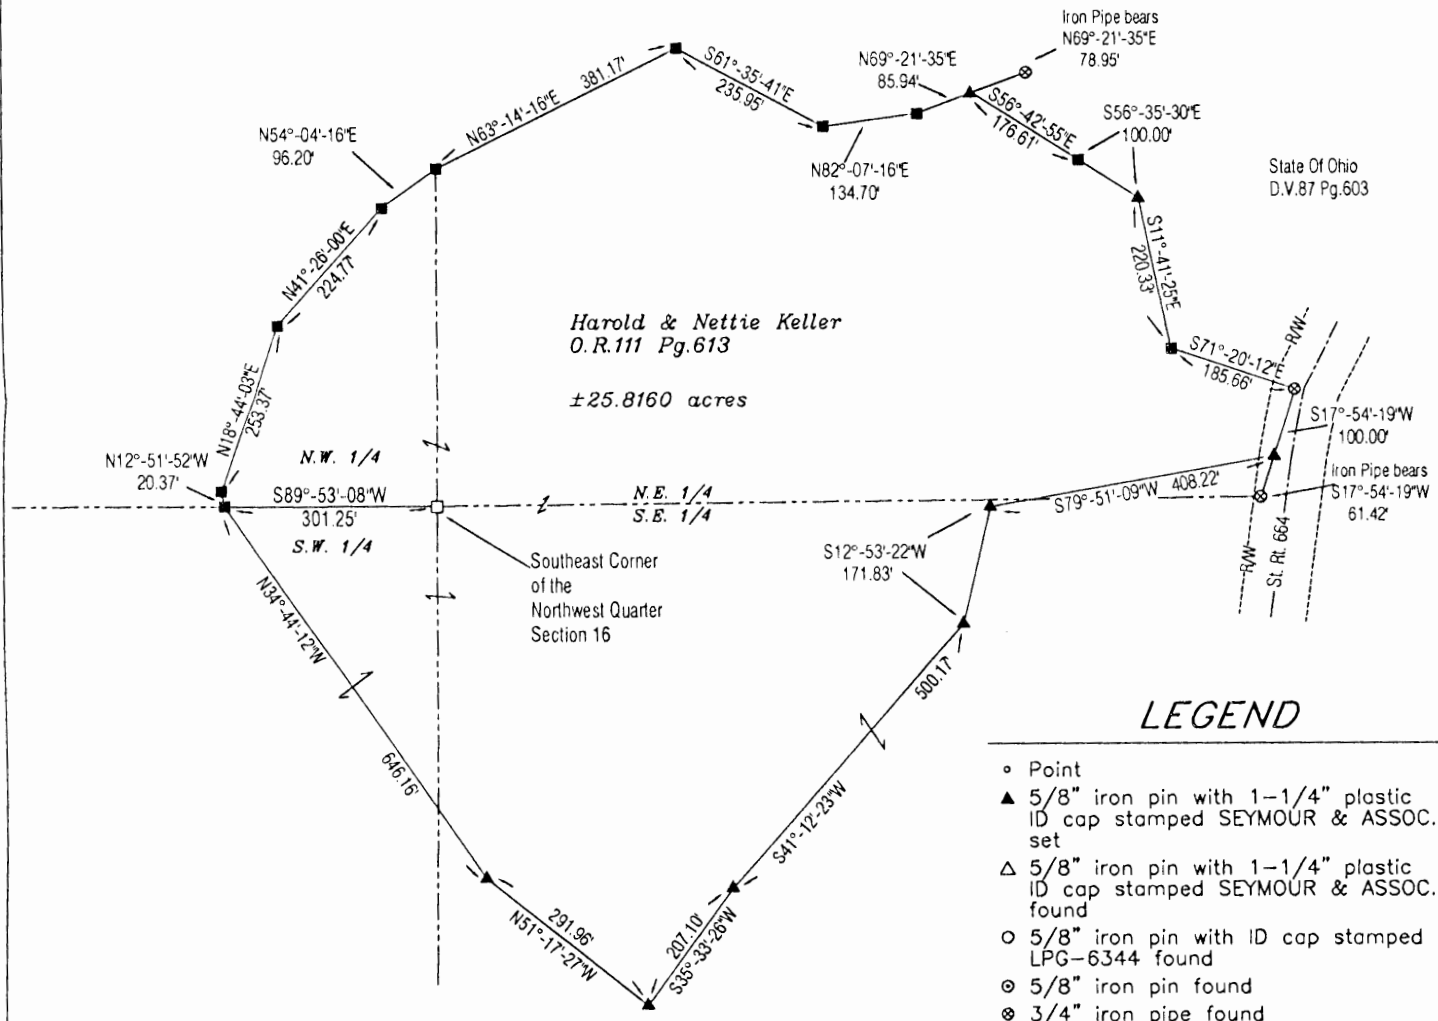 Iron Pipe bears
N69°-21'-35"E
78.95'
N69°-21'-35"E
85.94'
S61°-35'-41"E
235.95'
381.17'
N63°-14'-16"E
S56°-42'-55"E
176.61'
S56°-35'-30"E
100.00'
N54°-04'-16"E
96.20'
N82°-07'-16"E
134.70'
State Of Ohio
D.V.87 Pg.603
N41°-26'-00"E
224.77'
S11°-41'-25"E
220.33'
Harold & Nettie Keller
O.R.111 Pg.613
±25.8160 acres
R/W
S71°-20'-12"E
185.66'
N18°-44'-03"E
253.37'
S17°-54'-19"W
100.00'
N12°-51'-52"W
20.37'
N.W. 1/4
Iron Pipe bears
S17°-54'-19"W
61.42'
S89°-53'-08"W
301.25'
N.E. 1/4
S.E. 1/4
S79°-51'-09"W 408.22'
S.W. 1/4
R/W
St. Rt. 664
S12°-53'-22"W
171.83'
Southeast Corner
of the
Northwest Quarter
Section 16
N34°-44'-12"W
646.16'
500.17'
S41°-12'-23"W
LEGEND
Point
5/8" iron pin with 1-1/4" plastic
ID cap stamped SEYMOUR & ASSOC.
set
5/8" iron pin with 1-1/4" plastic
ID cap stamped SEYMOUR & ASSOC.
found
5/8" iron pin with ID cap stamped
LPG-6344 found
5/8" iron pin found
3/4" iron pipe found
291.96'
N51°-17'-27"W
207.10'
S35°-33'-26"W